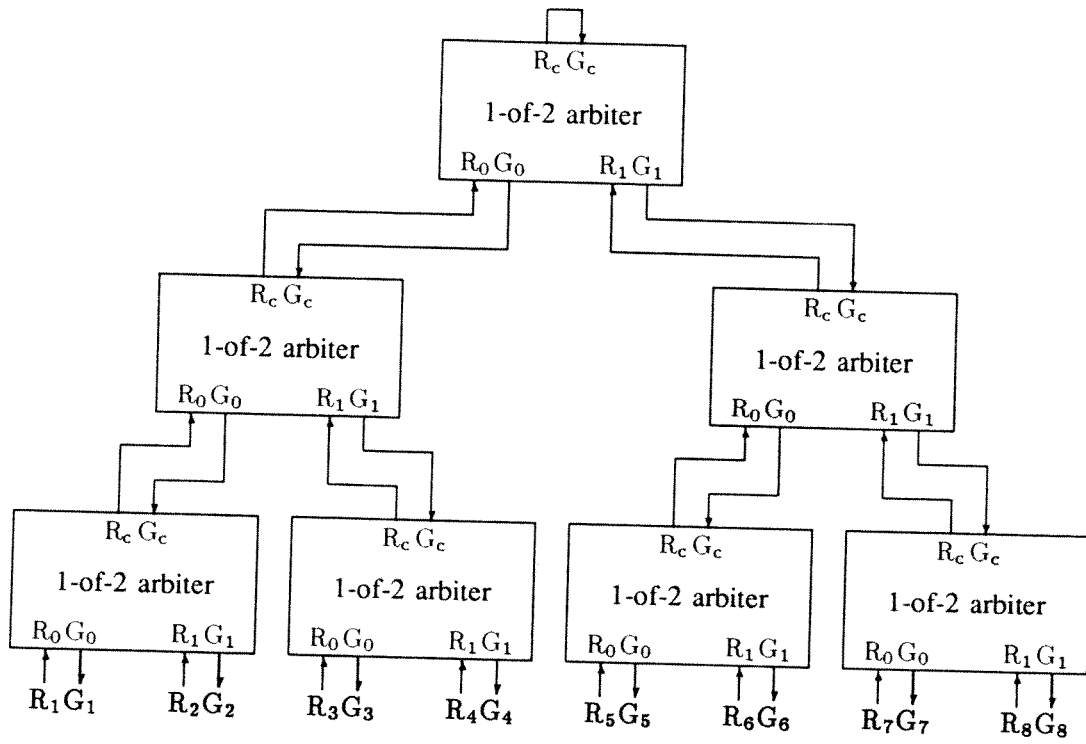 R_c G_c
1-of-2 arbiter
R_0 G_0 R_1 G_1
R_c G_c
1-of-2 arbiter
R_0 G_0 R_1 G_1
R_c G_c
1-of-2 arbiter
R_0 G_0 R_1 G_1
R_c G_c
1-of-2 arbiter
R_0 G_0 R_1 G_1
R_1 G_1 R_2 G_2
R_c G_c
1-of-2 arbiter
R_0 G_0 R_1 G_1
R_3 G_3 R_4 G_4
R_c G_c
1-of-2 arbiter
R_0 G_0 R_1 G_1
R_5 G_5 R_6 G_6
R_c G_c
1-of-2 arbiter
R_0 G_0 R_1 G_1
R_7 G_7 R_8 G_8